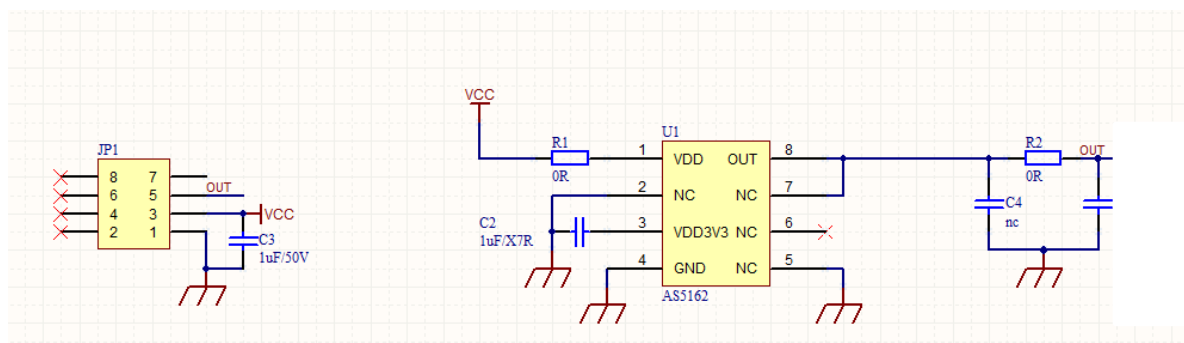 VCC
JP1
8 7
6 5 OUT
4 3 VCC
2 1
C3
1uF/50V
U1
R1
0R
1 VDD OUT 8
2 NC NC 7
C2
1uF/X7R
3 VDD3V3 NC 6
4 GND NC 5
AS5162
R2
0R
OUT
C4
nc